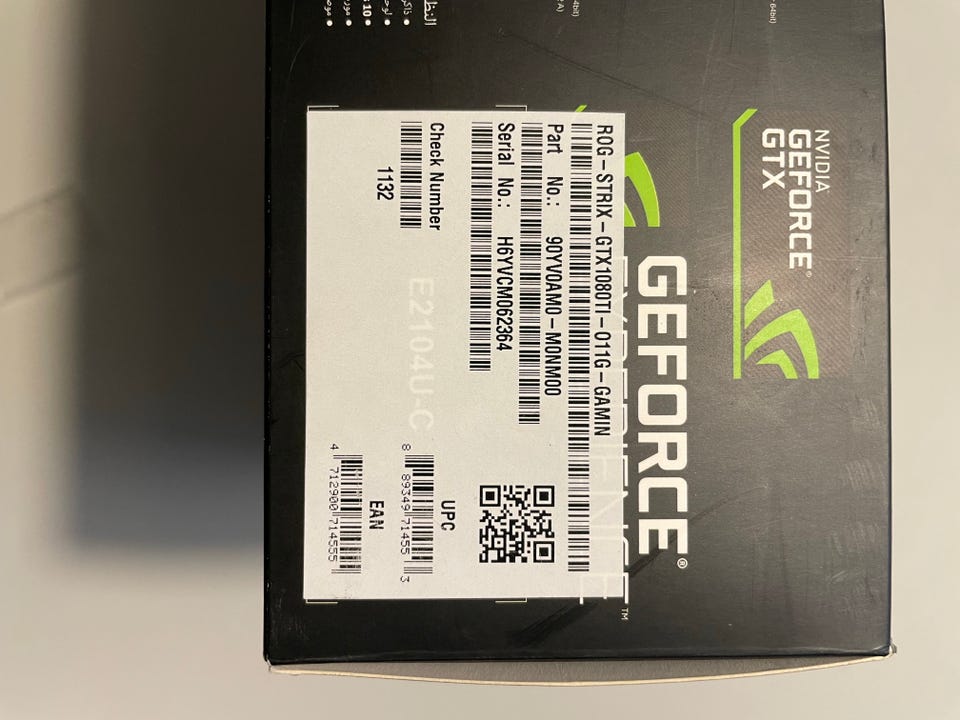 NVIDIA
GEFORCE®
GTX
GEFORCE®
EXPERIENCE™
ROG-STRIX-GTX1080TI-O11G-GAMIN
Part No.: 90YV0AM0-M0NM00
Serial No.: H6YVCM062364
Check Number
1132
E2104U-C
UPC
8 89349 71455 3
EAN
4 712900 714555